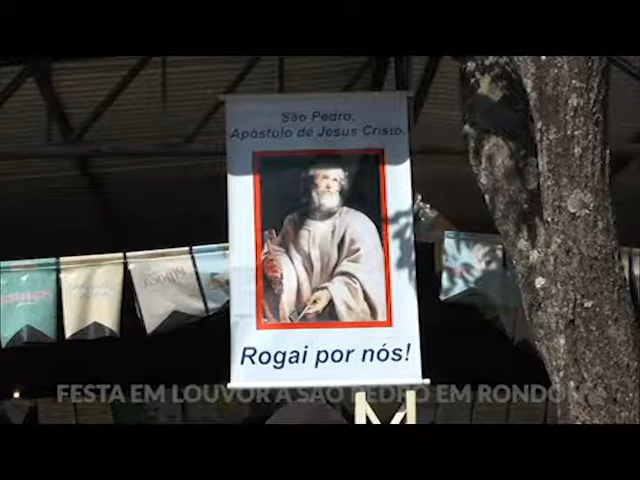 São Pedro,
Apóstolo de Jesus Cristo,
Rogai por nós!
FESTA EM LOUVOR A SÃO PEDRO EM RONDON
M